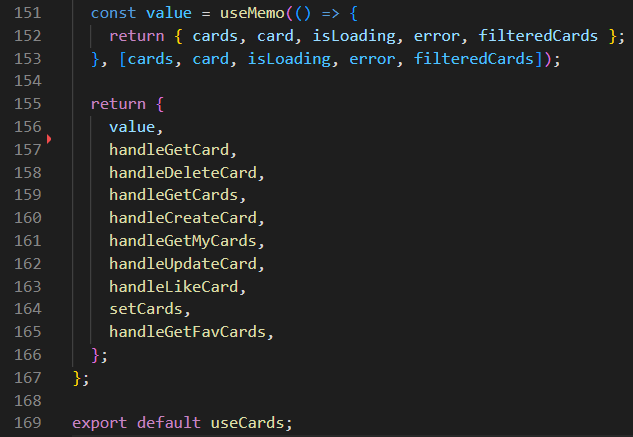 151 const value = useMemo(() => {
152 return { cards, card, isLoading, error, filteredCards };
153 }, [cards, card, isLoading, error, filteredCards]);
154
155 return {
156 value,
157 handleGetCard,
158 handleDeleteCard,
159 handleGetCards,
160 handleCreateCard,
161 handleGetMyCards,
162 handleUpdateCard,
163 handleLikeCard,
164 setCards,
165 handleGetFavCards,
166 };
167 };
168
169 export default useCards;